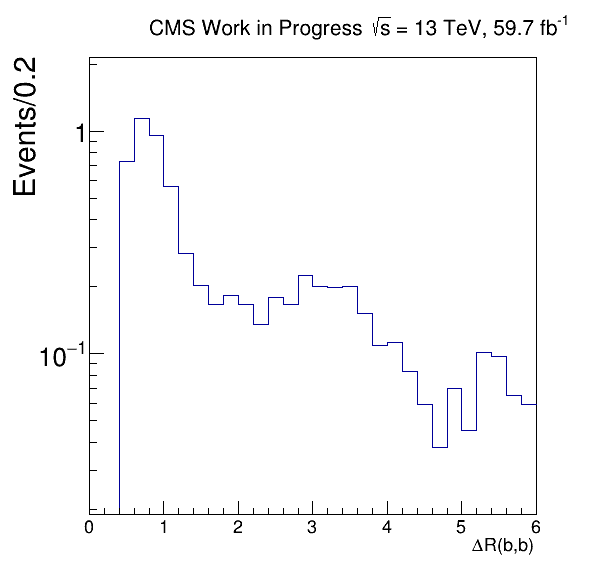 CMS Work in Progress √s = 13 TeV, 59.7 fb⁻¹
Events/0.2
1
10⁻¹
0 1 2 3 4 5 6
ΔR(b,b)